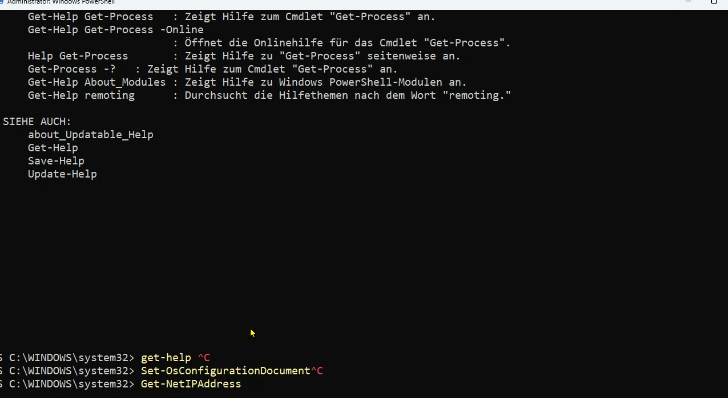 Administrator: Windows PowerShell
Get-Help Get-Process : Zeigt Hilfe zum Cmdlet "Get-Process" an.
Get-Help Get-Process -Online
: Öffnet die Onlinehilfe für das Cmdlet "Get-Process".
Help Get-Process : Zeigt Hilfe zu "Get-Process" seitenweise an.
Get-Process -? : Zeigt Hilfe zum Cmdlet "Get-Process" an.
Get-Help About_Modules : Zeigt Hilfe zu Windows PowerShell-Modulen an.
Get-Help remoting : Durchsucht die Hilfethemen nach dem Wort "remoting."
SIEHE AUCH:
about_Updatable_Help
Get-Help
Save-Help
Update-Help
S C:\WINDOWS\system32> get-help ^C
S C:\WINDOWS\system32> Set-OsConfigurationDocument^C
S C:\WINDOWS\system32> Get-NetIPAddress